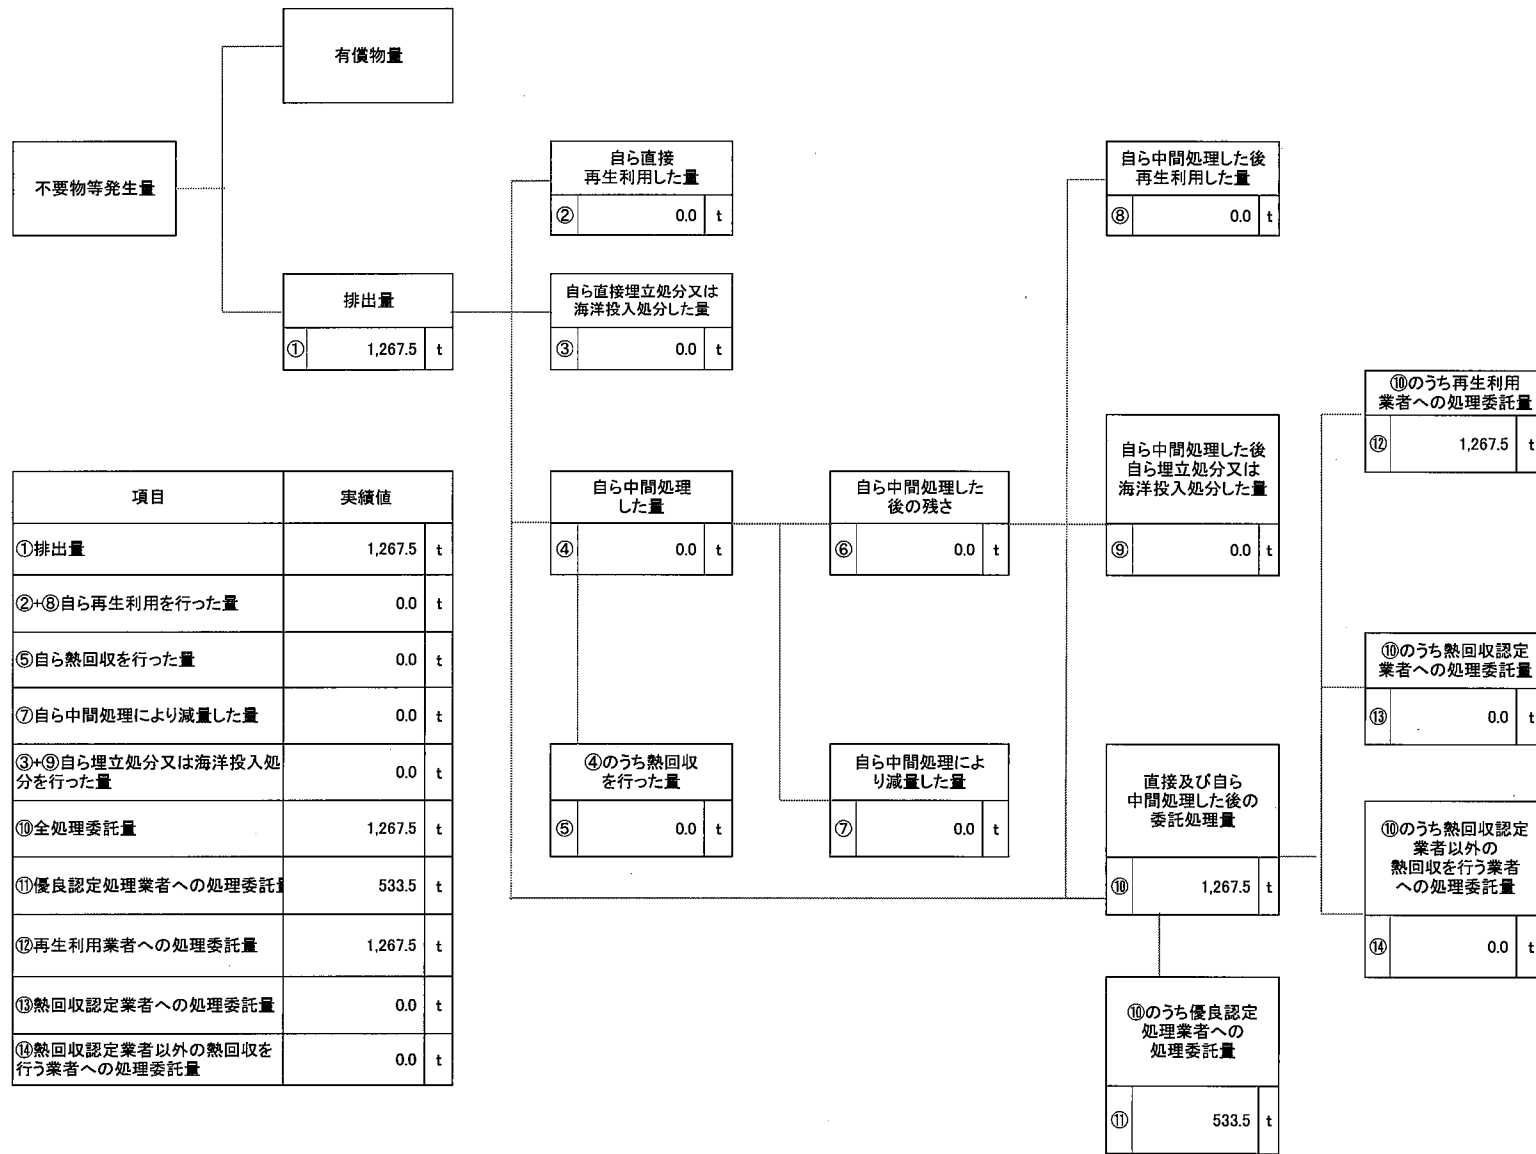 有償物量
不要物等発生量
排出量
① 1,267.5 t
自ら直接
再生利用した量
② 0.0 t
自ら直接埋立処分又は
海洋投入処分した量
③ 0.0 t
自ら中間処理
した量
④ 0.0 t
④のうち熱回収
を行った量
⑤ 0.0 t
自ら中間処理した
後の残さ
⑥ 0.0 t
自ら中間処理によ
り減量した量
⑦ 0.0 t
自ら中間処理した後
再生利用した量
⑧ 0.0 t
自ら中間処理した後
自ら埋立処分又は
海洋投入処分した量
⑨ 0.0 t
直接及び自ら
中間処理した後の
委託処理量
⑩ 1,267.5 t
⑩のうち優良認定
処理業者への
処理委託量
⑪ 533.5 t
⑩のうち再生利用
業者への処理委託量
⑫ 1,267.5 t
⑩のうち熱回収認定
業者への処理委託量
⑬ 0.0 t
⑩のうち熱回収認定
業者以外の
熱回収を行う業者
への処理委託量
⑭ 0.0 t
項目 実績値
①排出量 1,267.5 t
②+⑧自ら再生利用を行った量 0.0 t
⑤自ら熱回収を行った量 0.0 t
⑦自ら中間処理により減量した量 0.0 t
③+⑨自ら埋立処分又は海洋投入処
分を行った量 0.0 t
⑩全処理委託量 1,267.5 t
⑪優良認定処理業者への処理委託量 533.5 t
⑫再生利用業者への処理委託量 1,267.5 t
⑬熱回収認定業者への処理委託量 0.0 t
⑭熱回収認定業者以外の熱回収を
行う業者への処理委託量 0.0 t